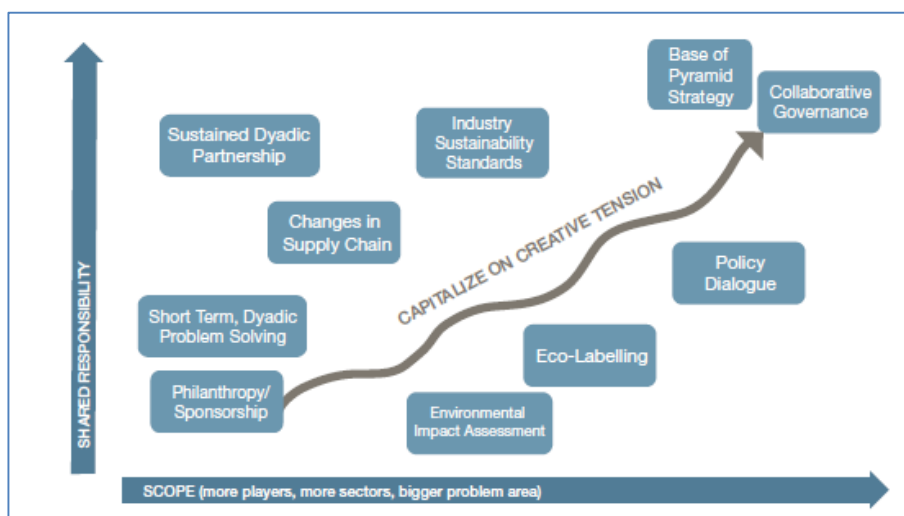 Base of
Pyramid
Strategy
Collaborative
Governance
Sustained Dyadic
Partnership
Industry
Sustainability
Standards
Changes in
Supply Chain
CAPITALIZE ON CREATIVE TENSION
Policy
Dialogue
Short Term, Dyadic
Problem Solving
Eco-Labelling
Philanthropy/
Sponsorship
Environmental
Impact Assessment
SHARED RESPONSIBILITY
SCOPE (more players, more sectors, bigger problem area)